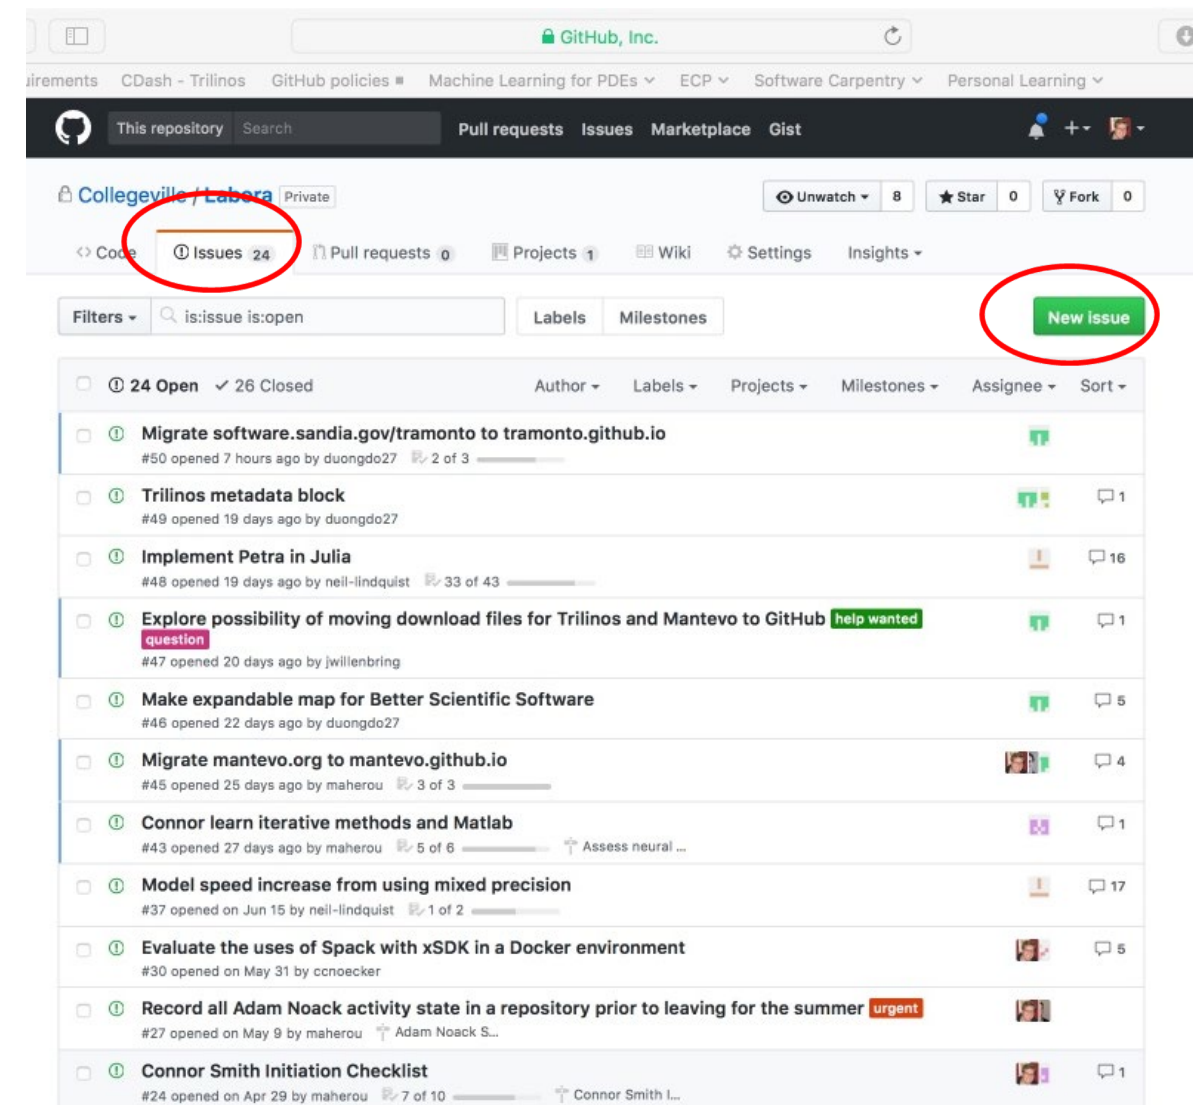 GitHub, Inc.
uirements CDash - Trilinos GitHub policies Machine Learning for PDEs ECP Software Carpentry Personal Learning
This repository Search Pull requests Issues Marketplace Gist
Collegeville / Labora Private Unwatch 8 Star 0 Fork 0
Code Issues 24 Pull requests 0 Projects 1 Wiki Settings Insights
Filters is:issue is:open Labels Milestones New issue
24 Open 26 Closed Author Labels Projects Milestones Assignee Sort
Migrate software.sandia.gov/tramonto to tramonto.github.io
#50 opened 7 hours ago by duongdo27 2 of 3
Trilinos metadata block 1
#49 opened 19 days ago by duongdo27
Implement Petra in Julia 16
#48 opened 19 days ago by neil-lindquist 33 of 43
Explore possibility of moving download files for Trilinos and Mantevo to GitHub help wanted 1
question
#47 opened 20 days ago by jwillenbring
Make expandable map for Better Scientific Software 5
#46 opened 22 days ago by duongdo27
Migrate mantevo.org to mantevo.github.io 4
#45 opened 25 days ago by maherou 3 of 3
Connor learn iterative methods and Matlab 1
#43 opened 27 days ago by maherou 5 of 6 Assess neural ...
Model speed increase from using mixed precision 17
#37 opened on Jun 15 by neil-lindquist 1 of 2
Evaluate the uses of Spack with xSDK in a Docker environment 5
#30 opened on May 31 by ccnoecker
Record all Adam Noack activity state in a repository prior to leaving for the summer urgent
#27 opened on May 9 by maherou Adam Noack S...
Connor Smith Initiation Checklist 1
#24 opened on Apr 29 by maherou 7 of 10 Connor Smith I...